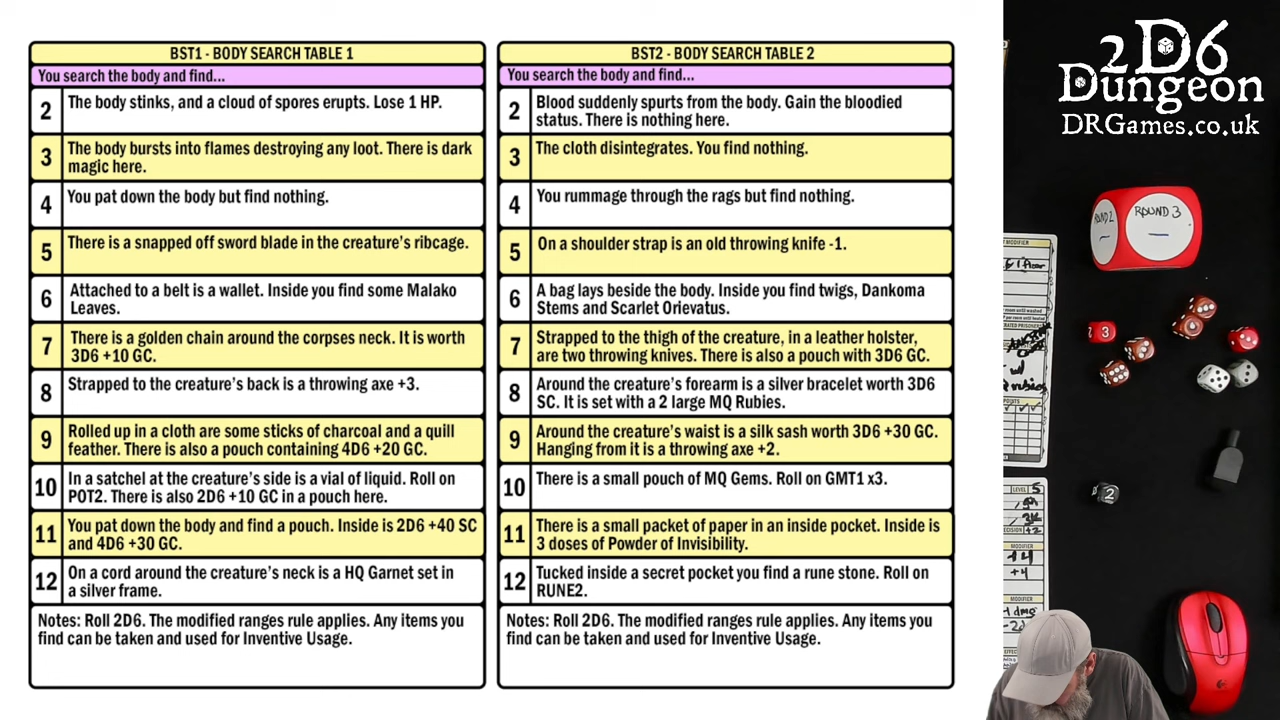 BST1 - BODY SEARCH TABLE 1
You search the body and find...
2 The body stinks, and a cloud of spores erupts. Lose 1 HP.
3 The body bursts into flames destroying any loot. There is dark
magic here.
4 You pat down the body but find nothing.
5 There is a snapped off sword blade in the creature's ribcage.
6 Attached to a belt is a wallet. Inside you find some Malako
Leaves.
7 There is a golden chain around the corpses neck. It is worth
3D6 +10 GC.
8 Strapped to the creature's back is a throwing axe +3.
9 Rolled up in a cloth are some sticks of charcoal and a quill
feather. There is also a pouch containing 4D6 +20 GC.
10 In a satchel at the creature's side is a vial of liquid. Roll on
POT2. There is also 2D6 +10 GC in a pouch here.
11 You pat down the body and find a pouch. Inside is 2D6 +40 SC
and 4D6 +30 GC.
12 On a cord around the creature's neck is a HQ Garnet set in
a silver frame.
Notes: Roll 2D6. The modified ranges rule applies. Any items you
find can be taken and used for Inventive Usage.
BST2 - BODY SEARCH TABLE 2
You search the body and find...
2 Blood suddenly spurts from the body. Gain the bloodied
status. There is nothing here.
3 The cloth disintegrates. You find nothing.
4 You rummage through the rags but find nothing.
5 On a shoulder strap is an old throwing knife -1.
6 A bag lays beside the body. Inside you find twigs, Dankoma
Stems and Scarlet Orievatus.
7 Strapped to the thigh of the creature, in a leather holster,
are two throwing knives. There is also a pouch with 3D6 GC.
8 Around the creature's forearm is a silver bracelet worth 3D6
SC. It is set with a 2 large MQ Rubies.
9 Around the creature's waist is a silk sash worth 3D6 +30 GC.
Hanging from it is a throwing axe +2.
10 There is a small pouch of MQ Gems. Roll on GMT1 x3.
11 There is a small packet of paper in an inside pocket. Inside is
3 doses of Powder of Invisibility.
12 Tucked inside a secret pocket you find a rune stone. Roll on
RUNE2.
Notes: Roll 2D6. The modified ranges rule applies. Any items you
find can be taken and used for Inventive Usage.
2D6
Dungeon
DRGames.co.uk
ROUND 2
ROUND 3
MODIFIER
1 floor
rubies
3
2
LEVEL 5
+2
MODIFIER
+4
+4
MODIFIER